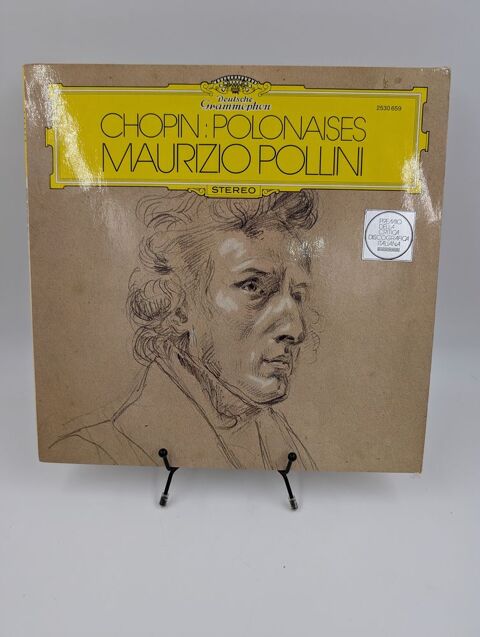 Deutsche
Grammophon
2530 659
CHOPIN: POLONAISES
MAURIZIO POLLINI
STEREO
PREMIO
DELLA
CRITICA
DISCOGRAFICA
ITALIANA